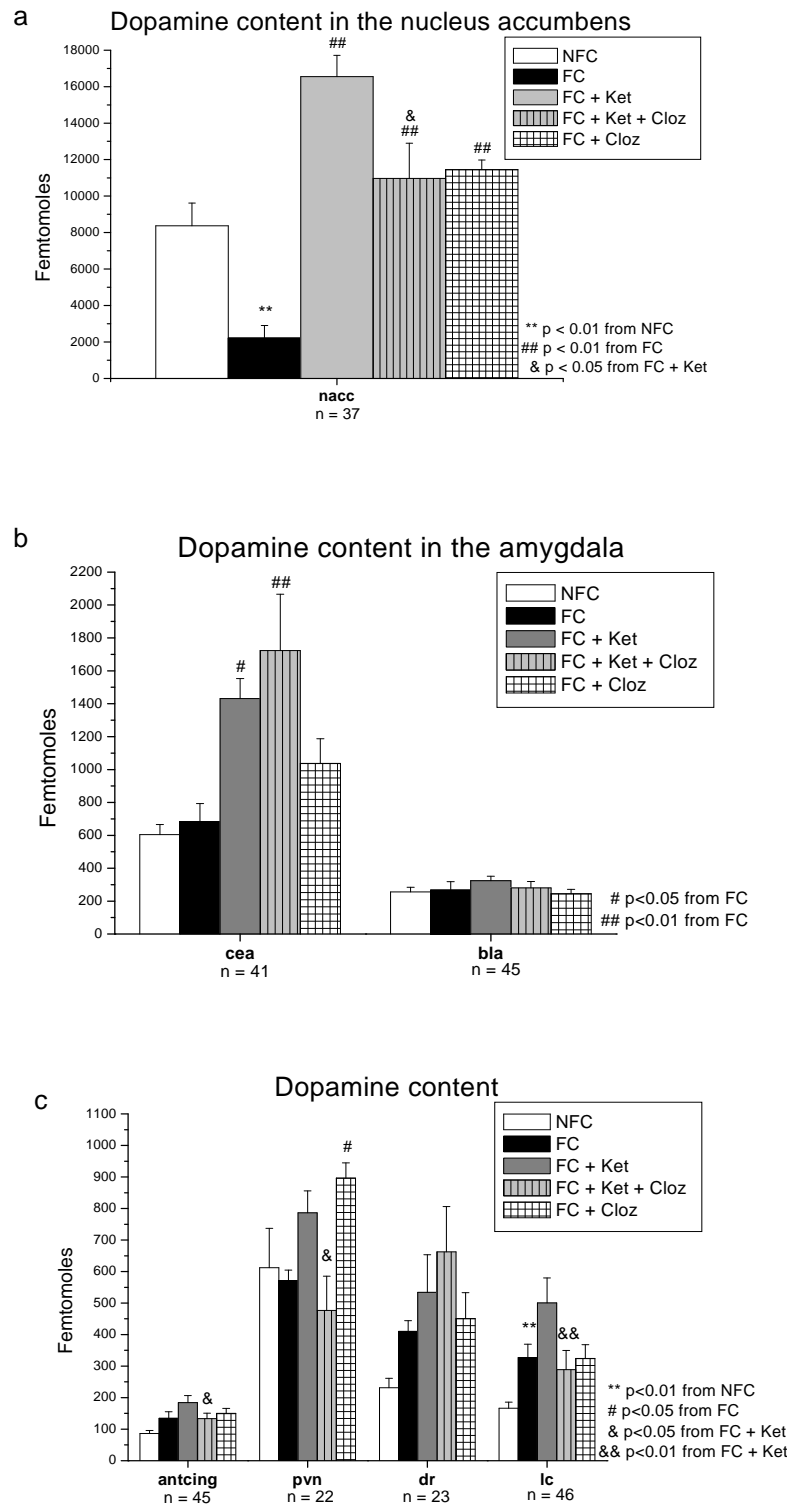 a
Dopamine content in the nucleus accumbens
18000
16000
14000
12000
10000
8000
6000
4000
2000
0
Femtomoles
##
&
##
##
**
NFC
FC
FC + Ket
FC + Ket + Cloz
FC + Cloz
** p < 0.01 from NFC
## p < 0.01 from FC
& p < 0.05 from FC + Ket
nacc
n = 37
b
Dopamine content in the amygdala
2200
2000
1800
1600
1400
1200
1000
800
600
400
200
0
Femtomoles
#
##
NFC
FC
FC + Ket
FC + Ket + Cloz
FC + Cloz
# p<0.05 from FC
## p<0.01 from FC
cea
n = 41
bla
n = 45
c
Dopamine content
1100
1000
900
800
700
600
500
400
300
200
100
0
Femtomoles
&
&
#
**
&&
NFC
FC
FC + Ket
FC + Ket + Cloz
FC + Cloz
** p<0.01 from NFC
# p<0.05 from FC
& p<0.05 from FC + Ket
&& p<0.01 from FC + Ket
antcing
n = 45
pvn
n = 22
dr
n = 23
lc
n = 46